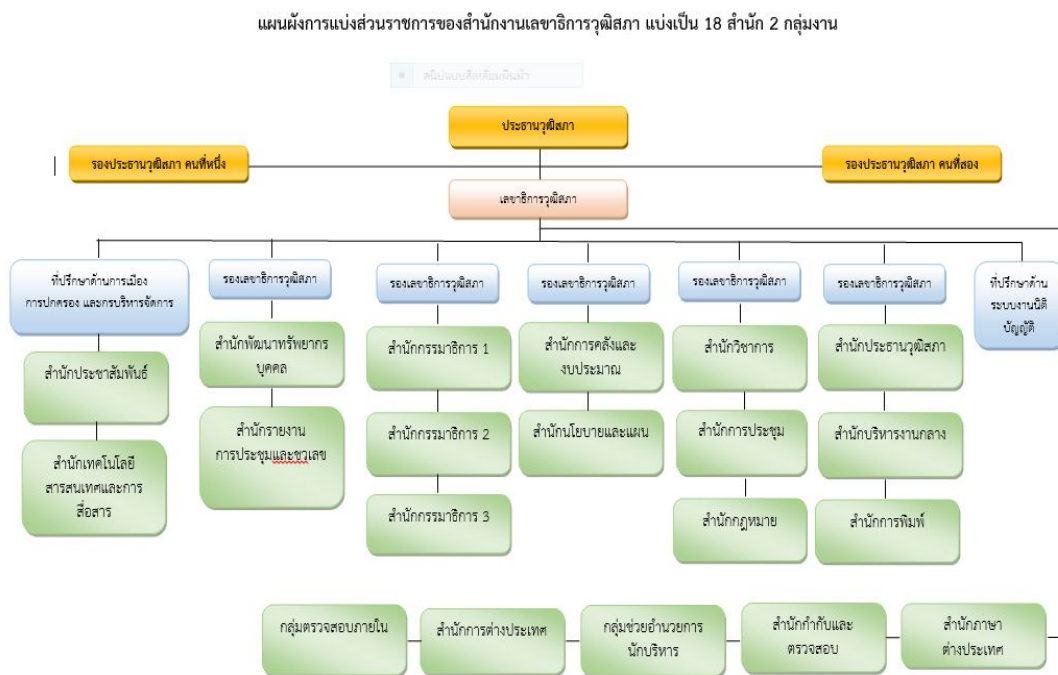 แผนผังการแบ่งส่วนราชการของสำนักงานเลขาธิการวุฒิสภา แบ่งเป็น 18 สำนัก 2 กลุ่มงาน
ประธานวุฒิสภา
รองประธานวุฒิสภา คนที่หนึ่ง
รองประธานวุฒิสภา คนที่สอง
เลขาธิการวุฒิสภา
ที่ปรึกษาด้านการเมือง
การปกครอง และกรบริหารจัดการ
รองเลขาธิการวุฒิสภา
รองเลขาธิการวุฒิสภา
รองเลขาธิการวุฒิสภา
รองเลขาธิการวุฒิสภา
รองเลขาธิการวุฒิสภา
ที่ปรึกษาด้าน
ระบบงานนิติ
บัญญัติ
สำนักประชาสัมพันธ์
สำนักพัฒนาทรัพยากร
บุคคล
สำนักกรรมาธิการ 1
สำนักการคลังและ
งบประมาณ
สำนักวิชาการ
สำนักประธานวุฒิสภา
สำนักเทคโนโลยี
สารสนเทศและการ
สื่อสาร
สำนักรายงาน
การประชุมและชวเลข
สำนักกรรมาธิการ 2
สำนักนโยบายและแผน
สำนักการประชุม
สำนักบริหารงานกลาง
สำนักกรรมาธิการ 3
สำนักกฎหมาย
สำนักการพิมพ์
กลุ่มตรวจสอบภายใน
สำนักการต่างประเทศ
กลุ่มช่วยอำนวยการ
นักบริหาร
สำนักกำกับและ
ตรวจสอบ
สำนักภาษา
ต่างประเทศ